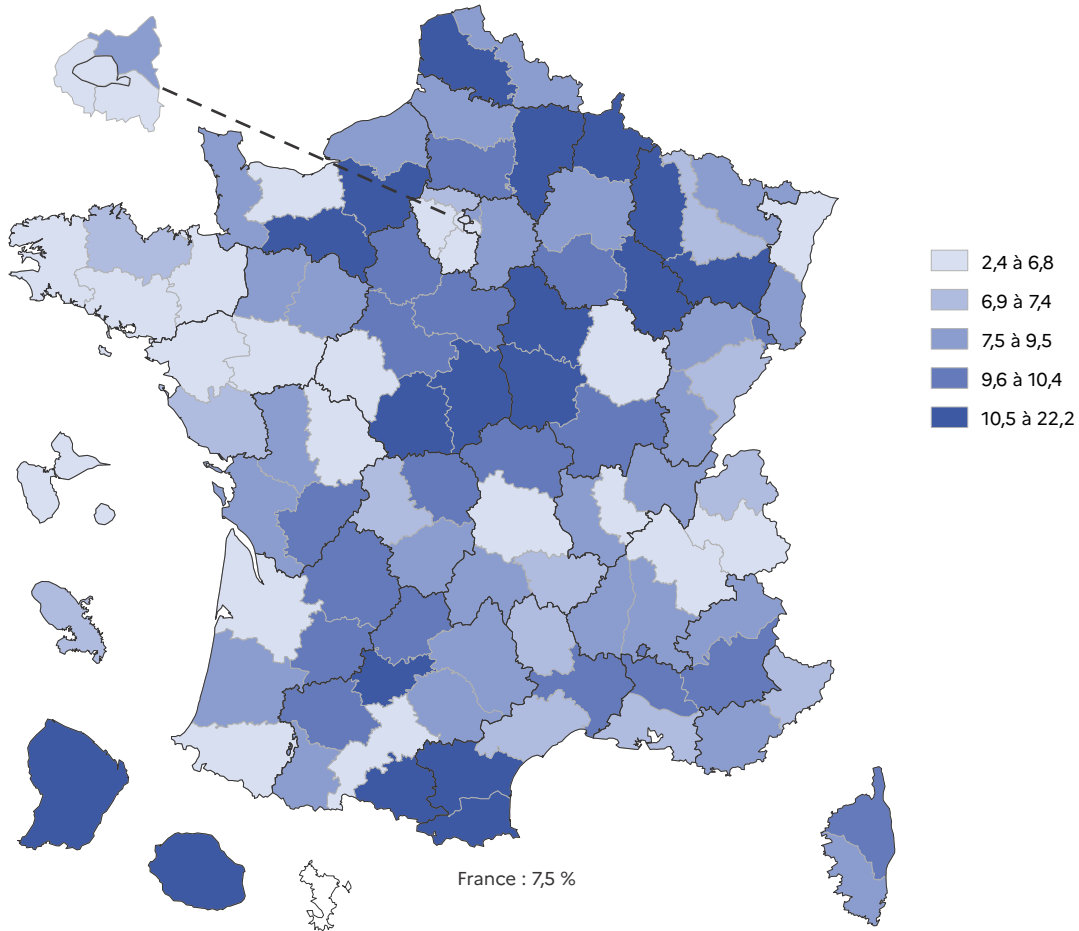 2,4 à 6,8
6,9 à 7,4
7,5 à 9,5
9,6 à 10,4
10,5 à 22,2
France : 7,5 %